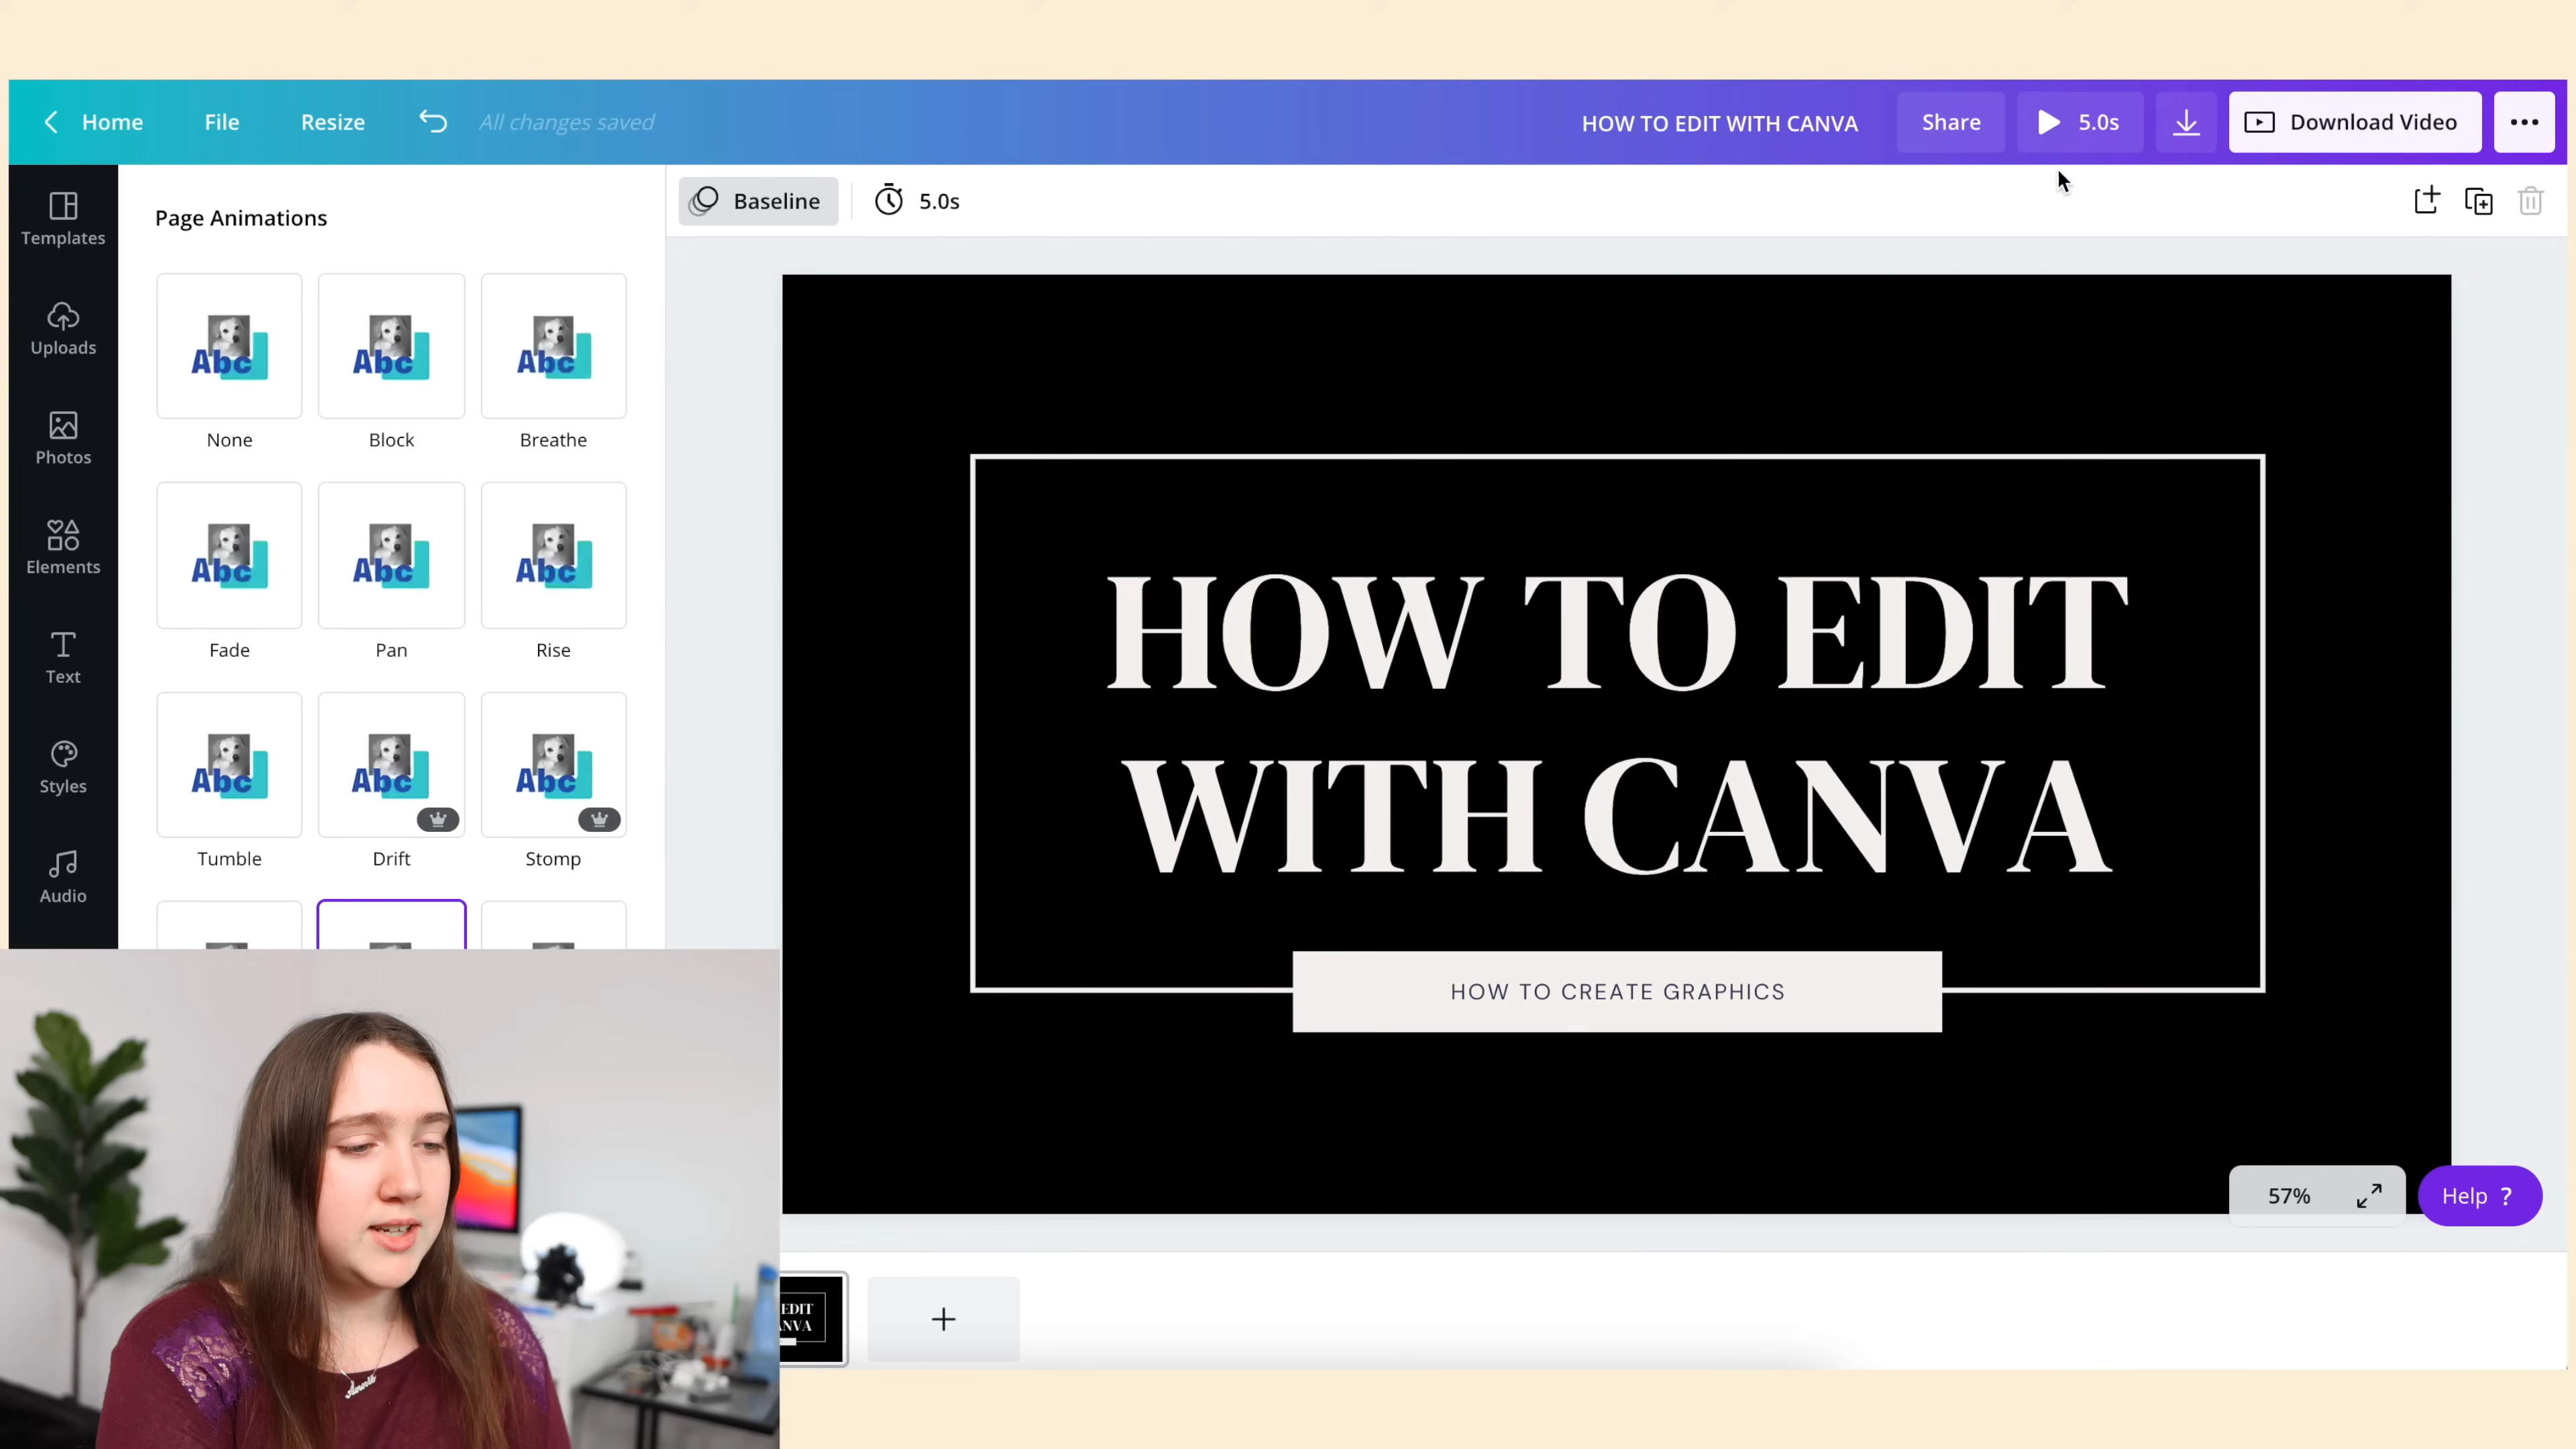 Home
File
Resize
All changes saved
HOW TO EDIT WITH CANVA
Share
5.0s
Download Video
Templates
Uploads
Photos
Elements
Text
Styles
Audio
Page Animations
Abc
Abc
Abc
None
Block
Breathe
Abc
Abc
Abc
Fade
Pan
Rise
Abc
Abc
Abc
Tumble
Drift
Stomp
Baseline
5.0s
HOW TO EDIT
WITH CANVA
HOW TO CREATE GRAPHICS
57%
Help ?
EDIT
NVA